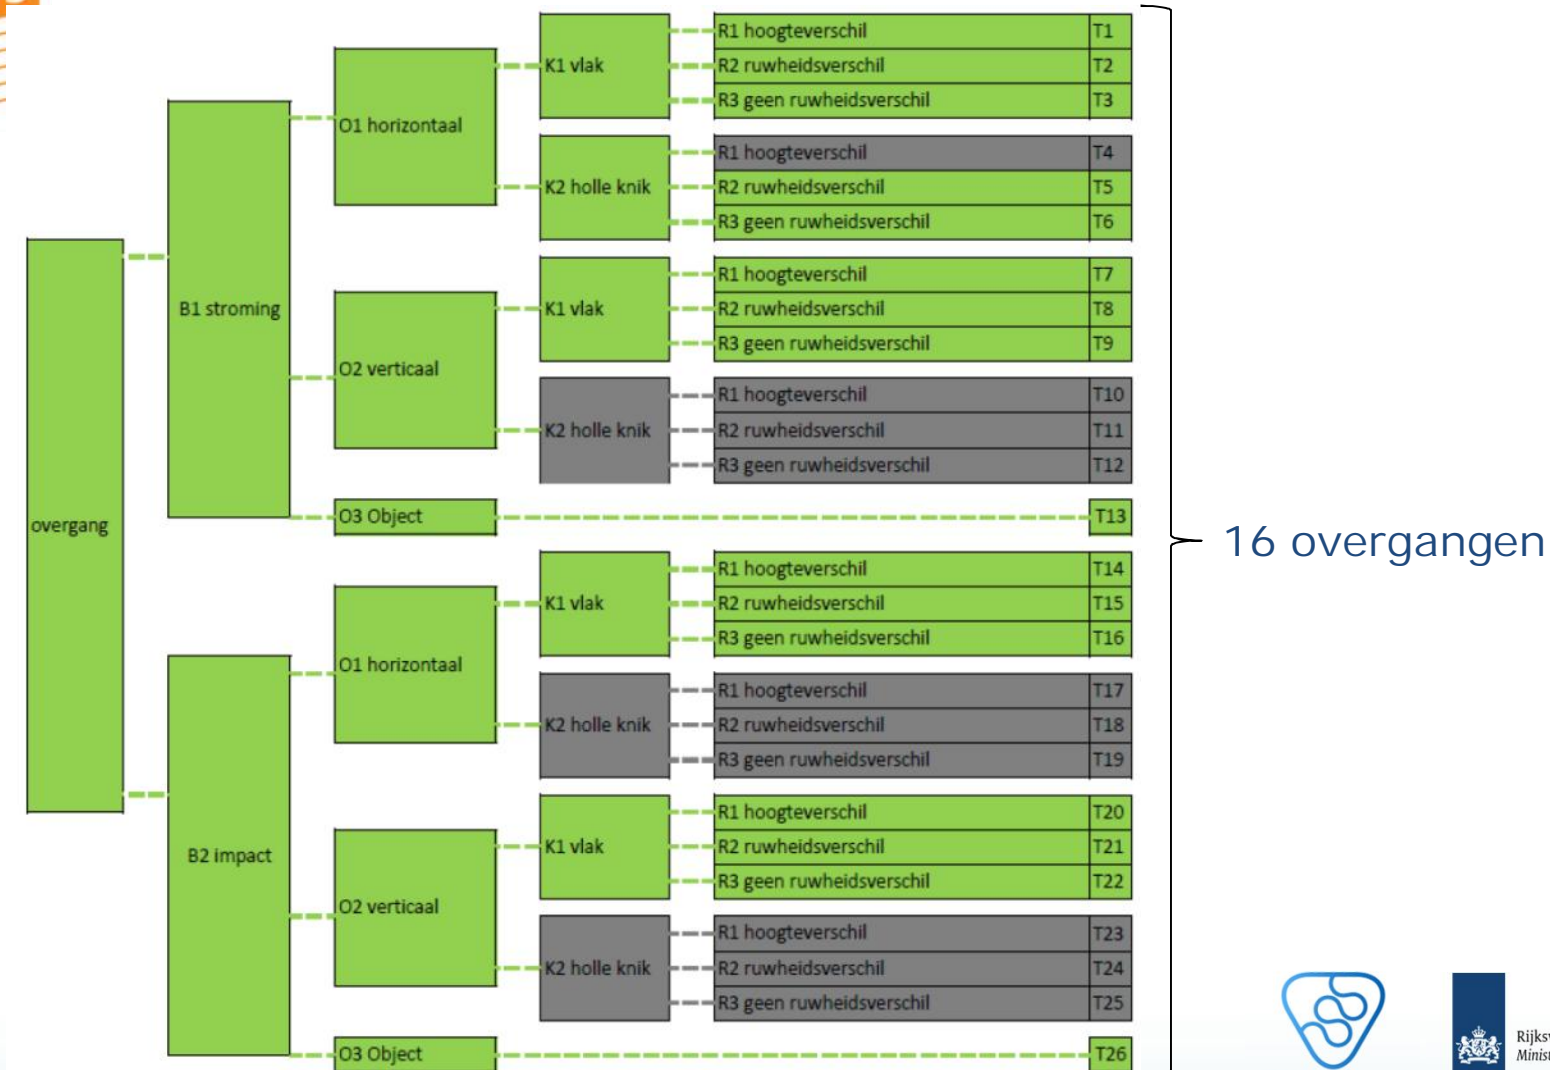 overgang
B1 stroming
O1 horizontaal
K1 vlak
R1 hoogteverschil T1
R2 ruwheidsverschil T2
R3 geen ruwheidsverschil T3
K2 holle knik
R1 hoogteverschil T4
R2 ruwheidsverschil T5
R3 geen ruwheidsverschil T6
O2 verticaal
K1 vlak
R1 hoogteverschil T7
R2 ruwheidsverschil T8
R3 geen ruwheidsverschil T9
K2 holle knik
R1 hoogteverschil T10
R2 ruwheidsverschil T11
R3 geen ruwheidsverschil T12
O3 Object T13
B2 impact
O1 horizontaal
K1 vlak
R1 hoogteverschil T14
R2 ruwheidsverschil T15
R3 geen ruwheidsverschil T16
K2 holle knik
R1 hoogteverschil T17
R2 ruwheidsverschil T18
R3 geen ruwheidsverschil T19
O2 verticaal
K1 vlak
R1 hoogteverschil T20
R2 ruwheidsverschil T21
R3 geen ruwheidsverschil T22
K2 holle knik
R1 hoogteverschil T23
R2 ruwheidsverschil T24
R3 geen ruwheidsverschil T25
O3 Object T26
16 overgangen